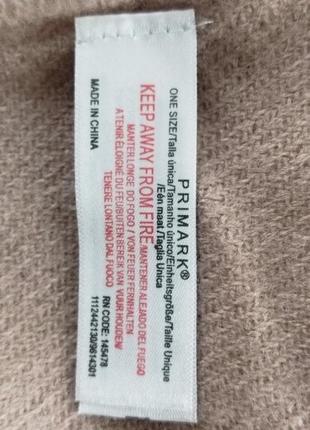 PRIMARK®
ONE SIZE/Talla única/Tamanho único/Einheitsgröße/Taille Unique
/Eén maat/Taglia Unica
KEEP AWAY FROM FIRE/MANTENER ALEJADO DEL FUEGO
MANTER LONGE DO FOGO / VON FEUER FERNHALTEN
A TENIR ÉLOIGNÉ DU FEU/BUITEN BEREIK VAN VUUR HOUDEN/
TENERE LONTANO DAL FUOCO
RN CODE: 145478
MADE IN CHINA
1112442130/9614301